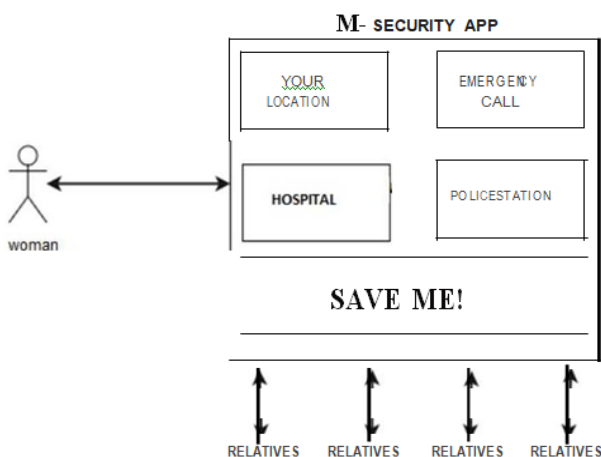 M- SECURITY APP
YOUR
LOCATION
EMERGENCY
CALL
HOSPITAL
POLICESTATION
woman
SAVE ME!
RELATIVES RELATIVES RELATIVES RELATIVES